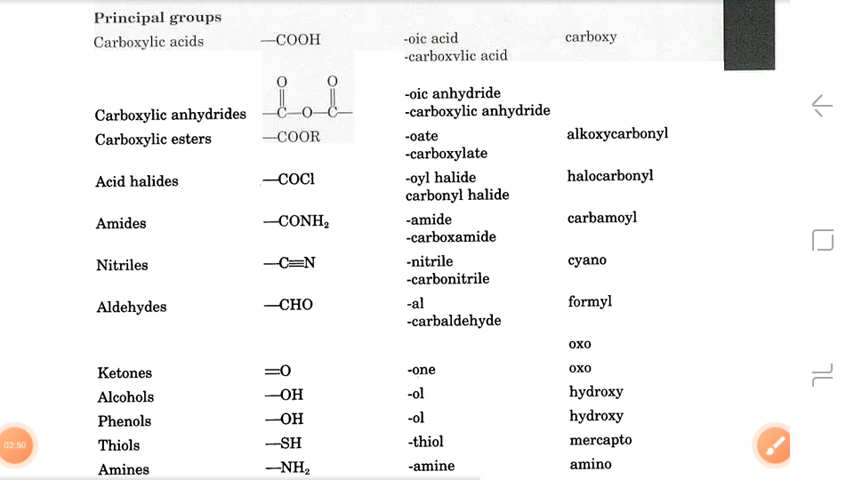 Principal groups
Carboxylic acids —COOH -oic acid carboxy
-carboxylic acid
O O
-oic anhydride
Carboxylic anhydrides —C—O—C— -carboxylic anhydride
Carboxylic esters —COOR -oate alkoxycarbonyl
-carboxylate
Acid halides —COCl -oyl halide halocarbonyl
carbonyl halide
Amides —CONH₂ -amide carbamoyl
-carboxamide
Nitriles —C≡N -nitrile cyano
-carbonitrile
Aldehydes —CHO -al formyl
-carbaldehyde
oxo
Ketones =O -one oxo
Alcohols —OH -ol hydroxy
Phenols —OH -ol hydroxy
Thiols —SH -thiol mercapto
Amines —NH₂ -amine amino
02:50